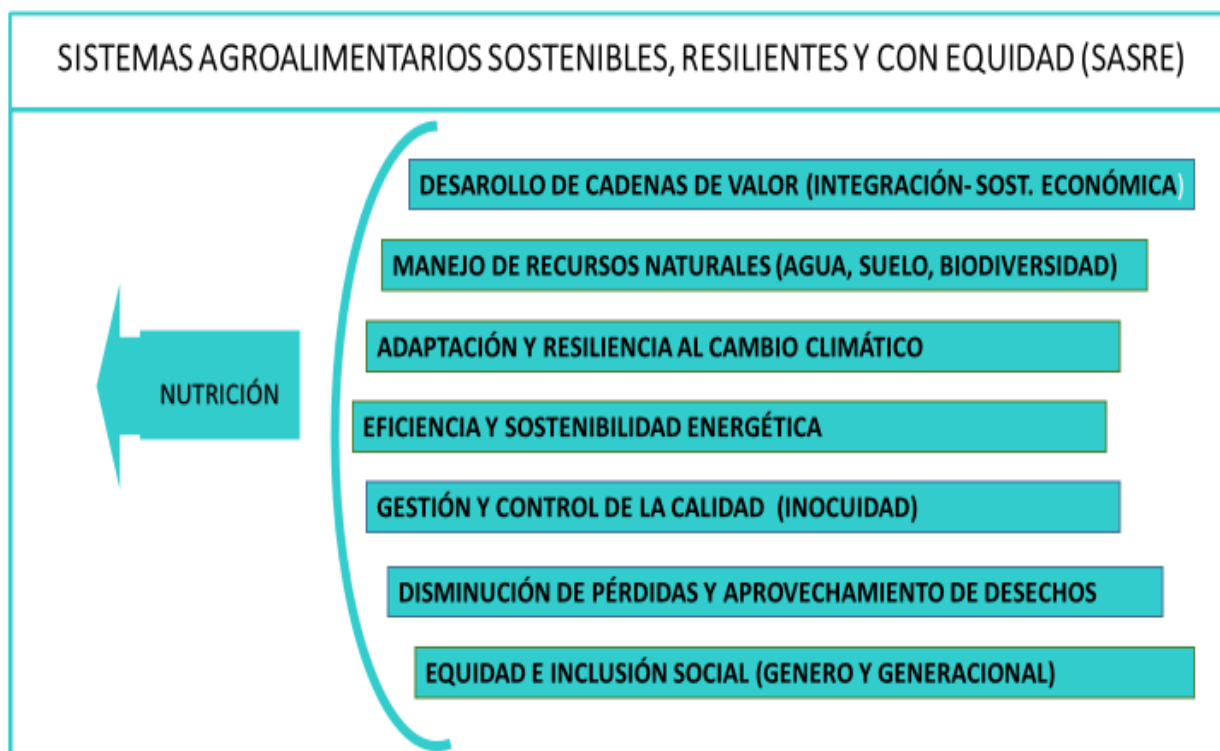 SISTEMAS AGROALIMENTARIOS SOSTENIBLES, RESILIENTES Y CON EQUIDAD (SASRE)
DESAROLLO DE CADENAS DE VALOR (INTEGRACIÓN- SOST. ECONÓMICA)
MANEJO DE RECURSOS NATURALES (AGUA, SUELO, BIODIVERSIDAD)
ADAPTACIÓN Y RESILIENCIA AL CAMBIO CLIMÁTICO
NUTRICIÓN
EFICIENCIA Y SOSTENIBILIDAD ENERGÉTICA
GESTIÓN Y CONTROL DE LA CALIDAD (INOCUIDAD)
DISMINUCIÓN DE PÉRDIDAS Y APROVECHAMIENTO DE DESECHOS
EQUIDAD E INCLUSIÓN SOCIAL (GENERO Y GENERACIONAL)